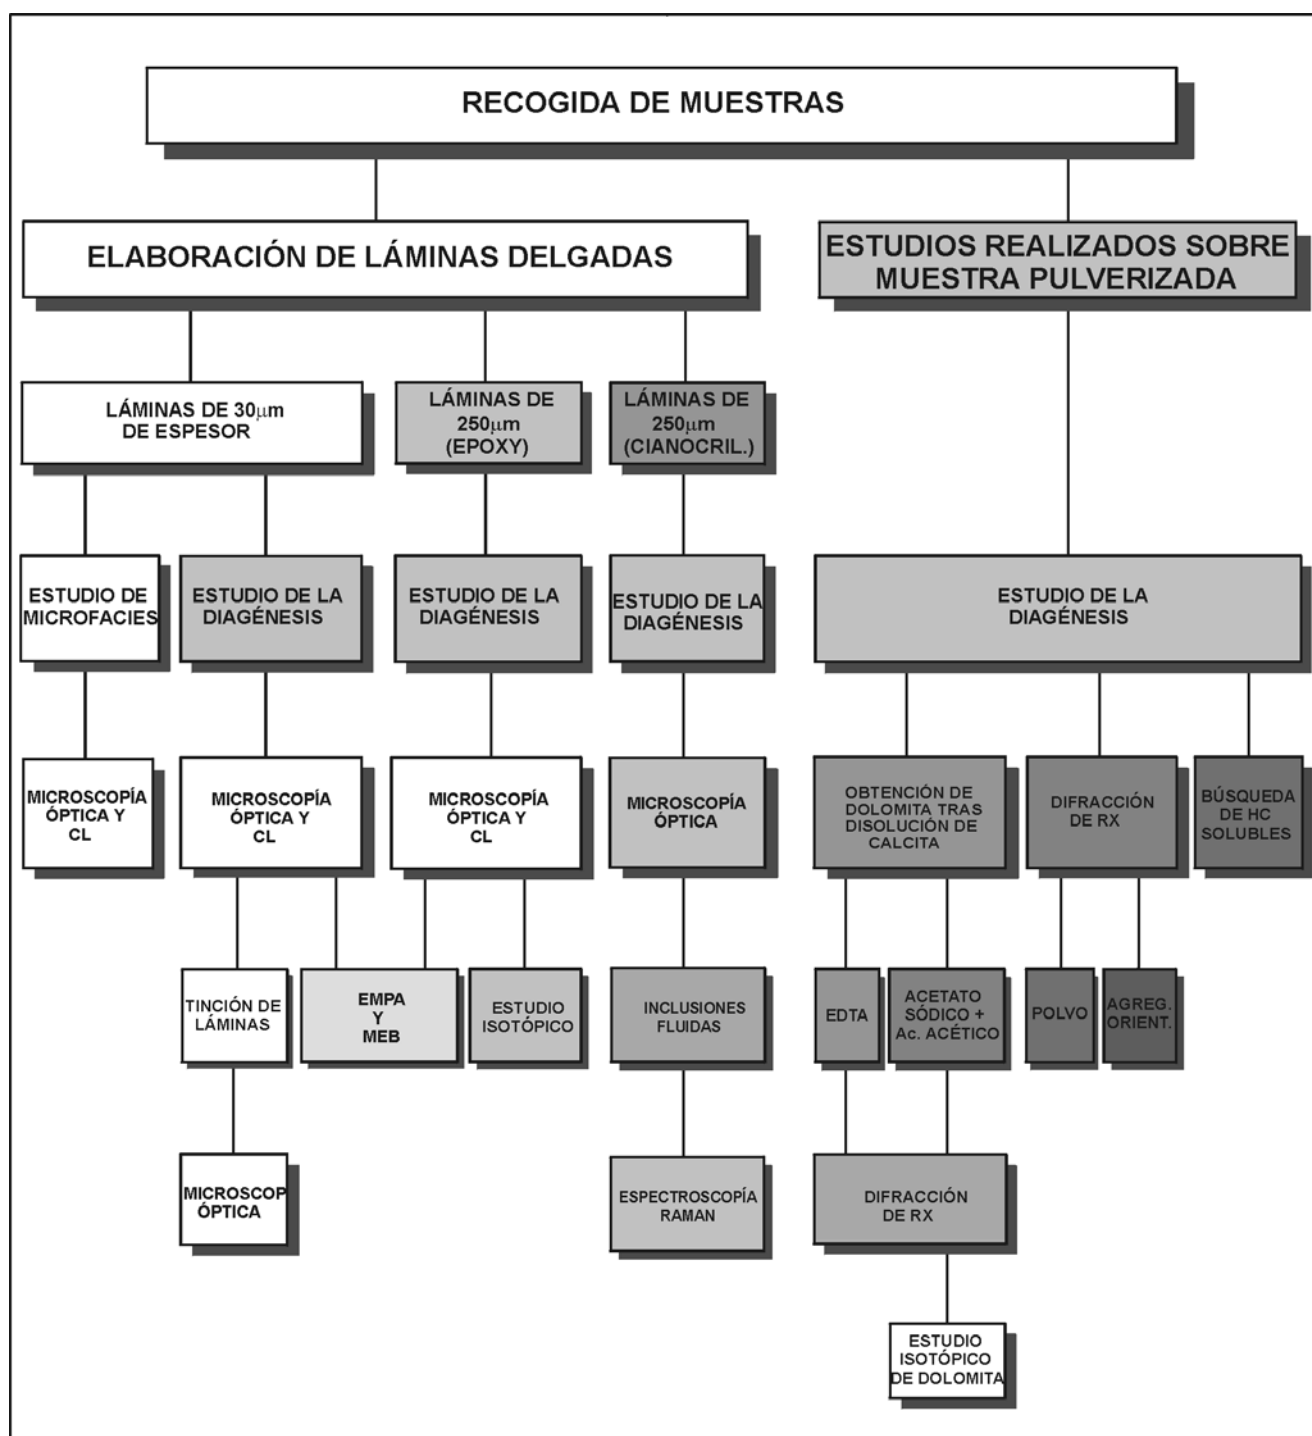 RECOGIDA DE MUESTRAS
ELABORACIÓN DE LÁMINAS DELGADAS
ESTUDIOS REALIZADOS SOBRE
MUESTRA PULVERIZADA
LÁMINAS DE 30μm
DE ESPESOR
LÁMINAS DE
250μm
(EPOXY)
LÁMINAS DE
250μm
(CIANOCRIL.)
ESTUDIO DE
MICROFACIES
ESTUDIO DE LA
DIAGÉNESIS
ESTUDIO DE LA
DIAGÉNESIS
ESTUDIO DE LA
DIAGÉNESIS
ESTUDIO DE LA
DIAGÉNESIS
MICROSCOPÍA
ÓPTICA Y
CL
MICROSCOPÍA
ÓPTICA Y
CL
MICROSCOPÍA
ÓPTICA Y
CL
MICROSCOPÍA
ÓPTICA
OBTENCIÓN DE
DOLOMITA TRAS
DISOLUCIÓN DE
CALCITA
DIFRACCIÓN
DE RX
BÚSQUEDA
DE HC
SOLUBLES
TINCIÓN DE
LÁMINAS
EMPA
Y
MEB
ESTUDIO
ISOTÓPICO
INCLUSIONES
FLUIDAS
EDTA
ACETATO
SÓDICO +
Ac. ACÉTICO
POLVO
AGREG.
ORIENT.
MICROSCOP
ÓPTICA
ESPECTROSCOPÍA
RAMAN
DIFRACCIÓN
DE RX
ESTUDIO
ISOTÓPICO
DE DOLOMITA